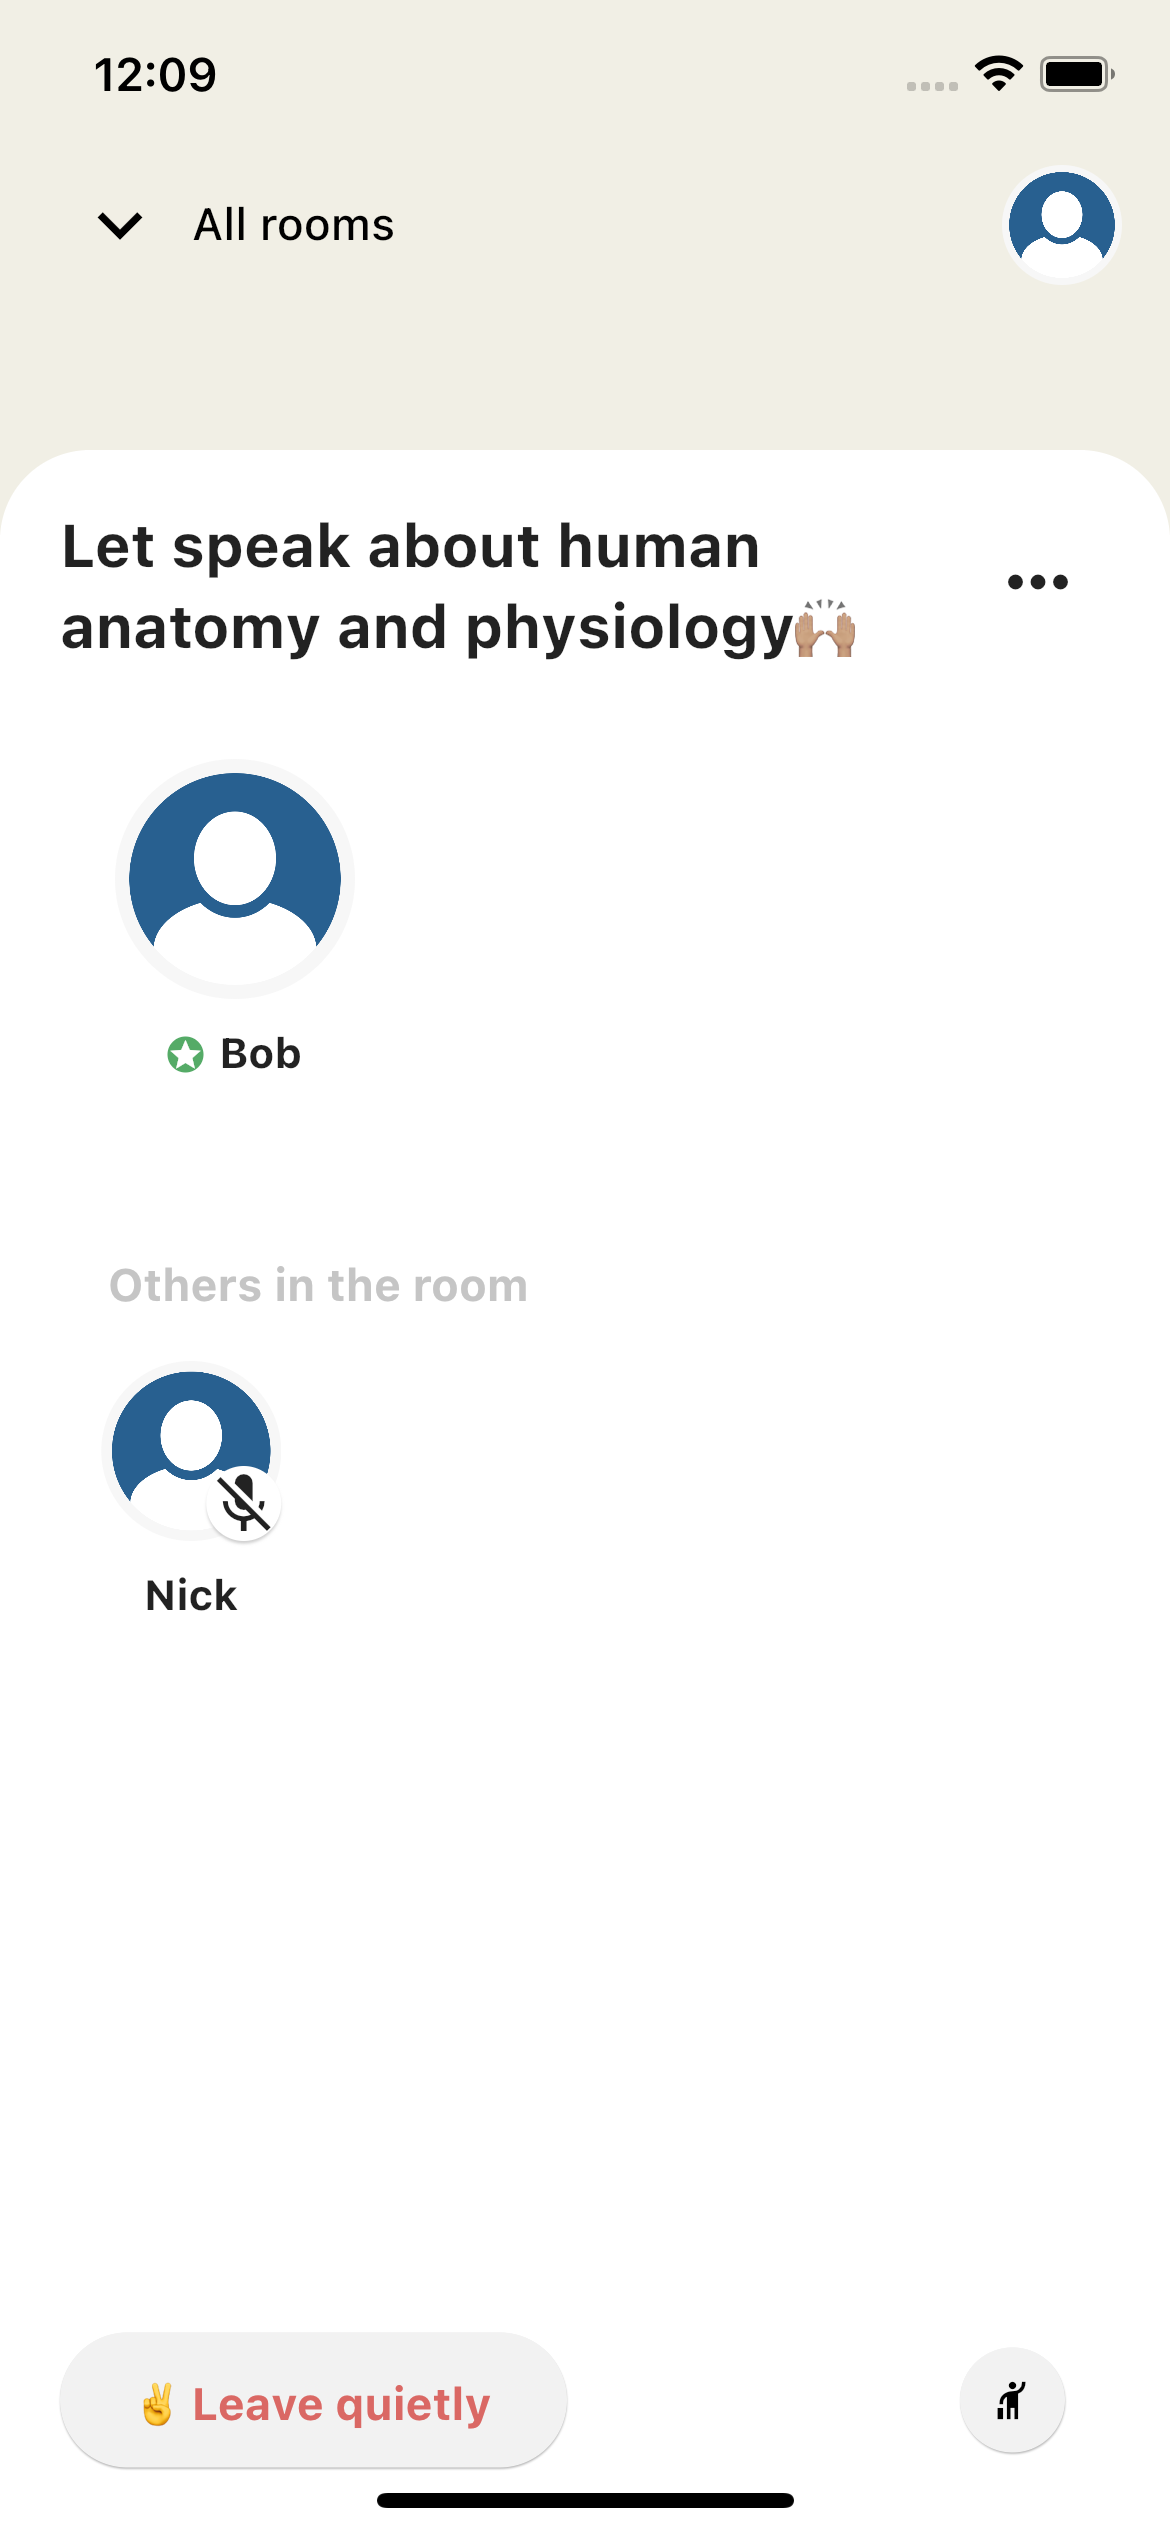 12:09
All rooms
Let speak about human
anatomy and physiology🙌🏽
Bob
Others in the room
Nick
✌️ Leave quietly